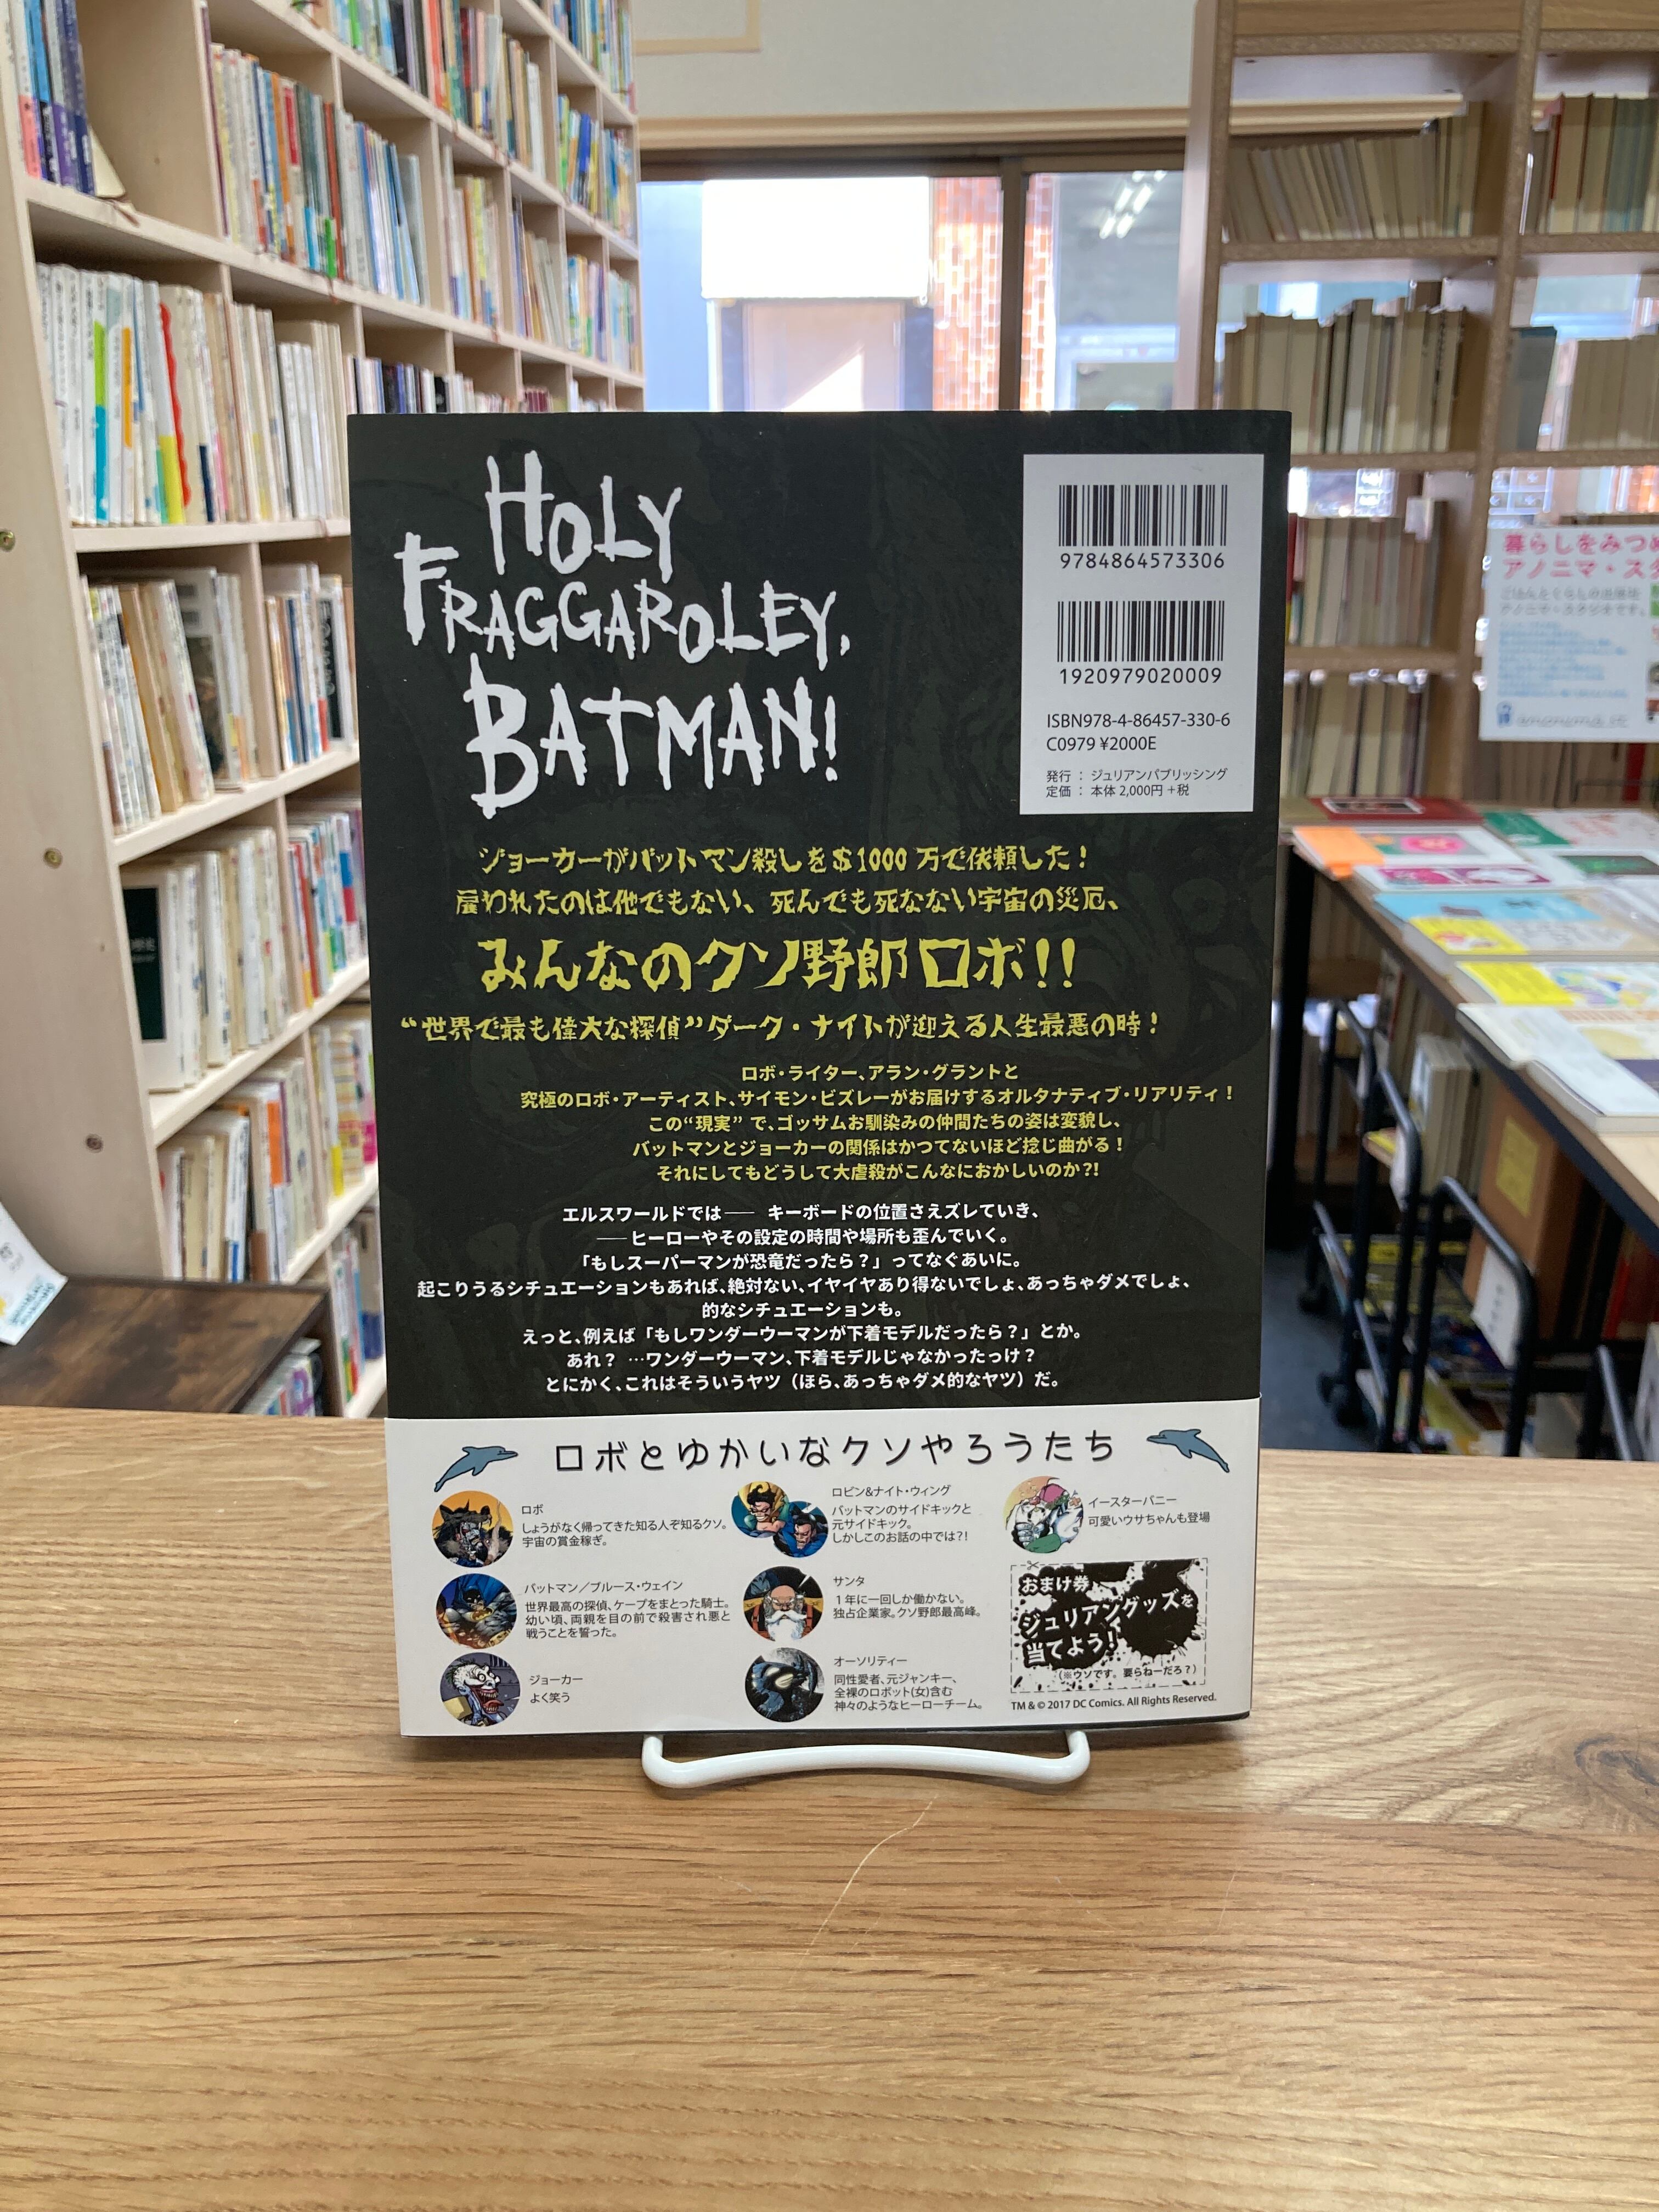 HOLY
FRAGGAROLEY,
BATMAN!
9784864573306
1920979020009
ISBN978-4-86457-330-6
C0979 ¥2000E
発行 : ジュリアンパブリッシング
定価 : 本体 2,000円 +税
ジョーカーがバットマン殺しを$1000万で依頼した!
雇われたのは他でもない、死んでも死なない宇宙の災厄、
みんなのクソ野郎ロボ!!
“世界で最も偉大な探偵”ダーク・ナイトが迎える人生最悪の時!
ロボ・ライター、アラン・グラントと
究極のロボ・アーティスト、サイモン・ビズレーがお届けするオルタナティブ・リアリティ!
この“現実” で、ゴッサムお馴染みの仲間たちの姿は変貌し、
バットマンとジョーカーの関係はかつてないほど捻じ曲がる!
それにしてもどうして大虐殺がこんなにおかしいのか?!
エルスワールドでは── キーボードの位置さえズレていき、
──ヒーローやその設定の時間や場所も歪んでいく。
「もしスーパーマンが恐竜だったら?」ってなぐあいに。
起こりうるシチュエーションもあれば、絶対ない、イヤイヤあり得ないでしょ、あっちゃダメでしょ、
的なシチュエーションも。
えっと、例えば「もしワンダーウーマンが下着モデルだったら?」とか。
あれ? …ワンダーウーマン、下着モデルじゃなかったっけ?
とにかく、これはそういうヤツ（ほら、あっちゃダメ的なヤツ）だ。
ロボとゆかいなクソやろうたち
ロボ
しょうがなく帰ってきた知る人ぞ知るクソ。
宇宙の賞金稼ぎ。
バットマン／ブルース・ウェイン
世界最高の探偵、ケープをまとった騎士。
幼い頃、両親を目の前で殺害され悪と
戦うことを誓った。
ジョーカー
よく笑う
ロビン&ナイト・ウィング
バットマンのサイドキックと
元サイドキック。
しかしこのお話の中では?!
サンタ
1年に一回しか働かない。
独占企業家。クソ野郎最高峰。
オーソリティー
同性愛者、元ジャンキー、
全裸のロボット(女)含む
神々のようなヒーローチーム。
イースターバニー
可愛いウサちゃんも登場
おまけ券
ジュリアングッズを
当てよう!
（※ウソです。要らねーだろ?）
TM & © 2017 DC Comics. All Rights Reserved.
暮らしをみつめ
アノニマ・スタ